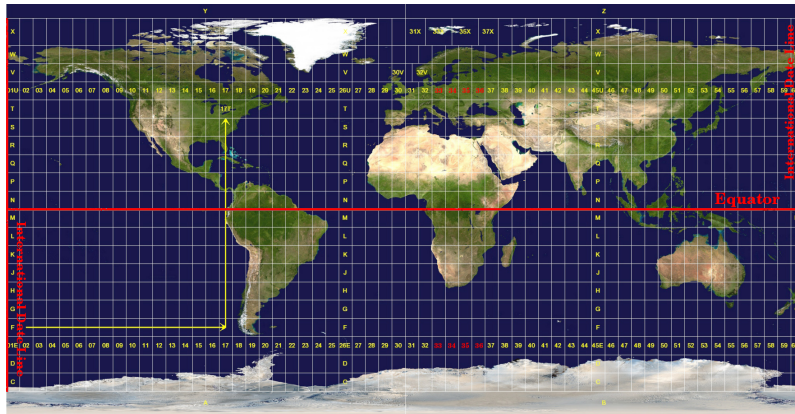 Y Z
X 31X 35X 37X X
W W
V V 30V 32V V
01U 02 03 04 05 06 07 08 09 10 11 12 13 14 15 16 17 18 19 20 21 22 23 24 25 26U 27 28 29 30 31 32 33 34 35 36 37 38 39 40 41 42 43 44 45U 46 47 48 49 50 51 52 53 54 55 56 57 58 59
International Date Line
T 17T T
S S S
R R R
Q Q Q
P P P
N N N
Equator
M M M
L L L
K K K
J J J
H H H
G G G
F F F
International Date Line
01E 02 03 04 05 06 07 08 09 10 11 12 13 14 15 16 17 18 19 20 21 22 23 24 25 26E 27 28 29 30 31 32 33 34 35 36 37 38 39 40 41 42 43 44 45E 46 47 48 49 50 51 52 53 54 55 56 57 58 59
D D D
C C